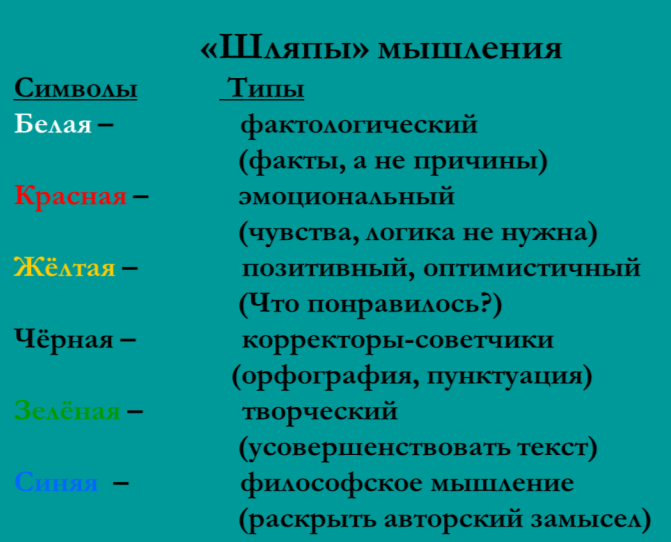 «Шляпы» мышления
Символы Типы
Белая – фактологический
(факты, а не причины)
Красная – эмоциональный
(чувства, логика не нужна)
Жёлтая – позитивный, оптимистичный
(Что понравилось?)
Чёрная – корректоры-советчики
(орфография, пунктуация)
Зелёная – творческий
(усовершенствовать текст)
Синяя – философское мышление
(раскрыть авторский замысел)